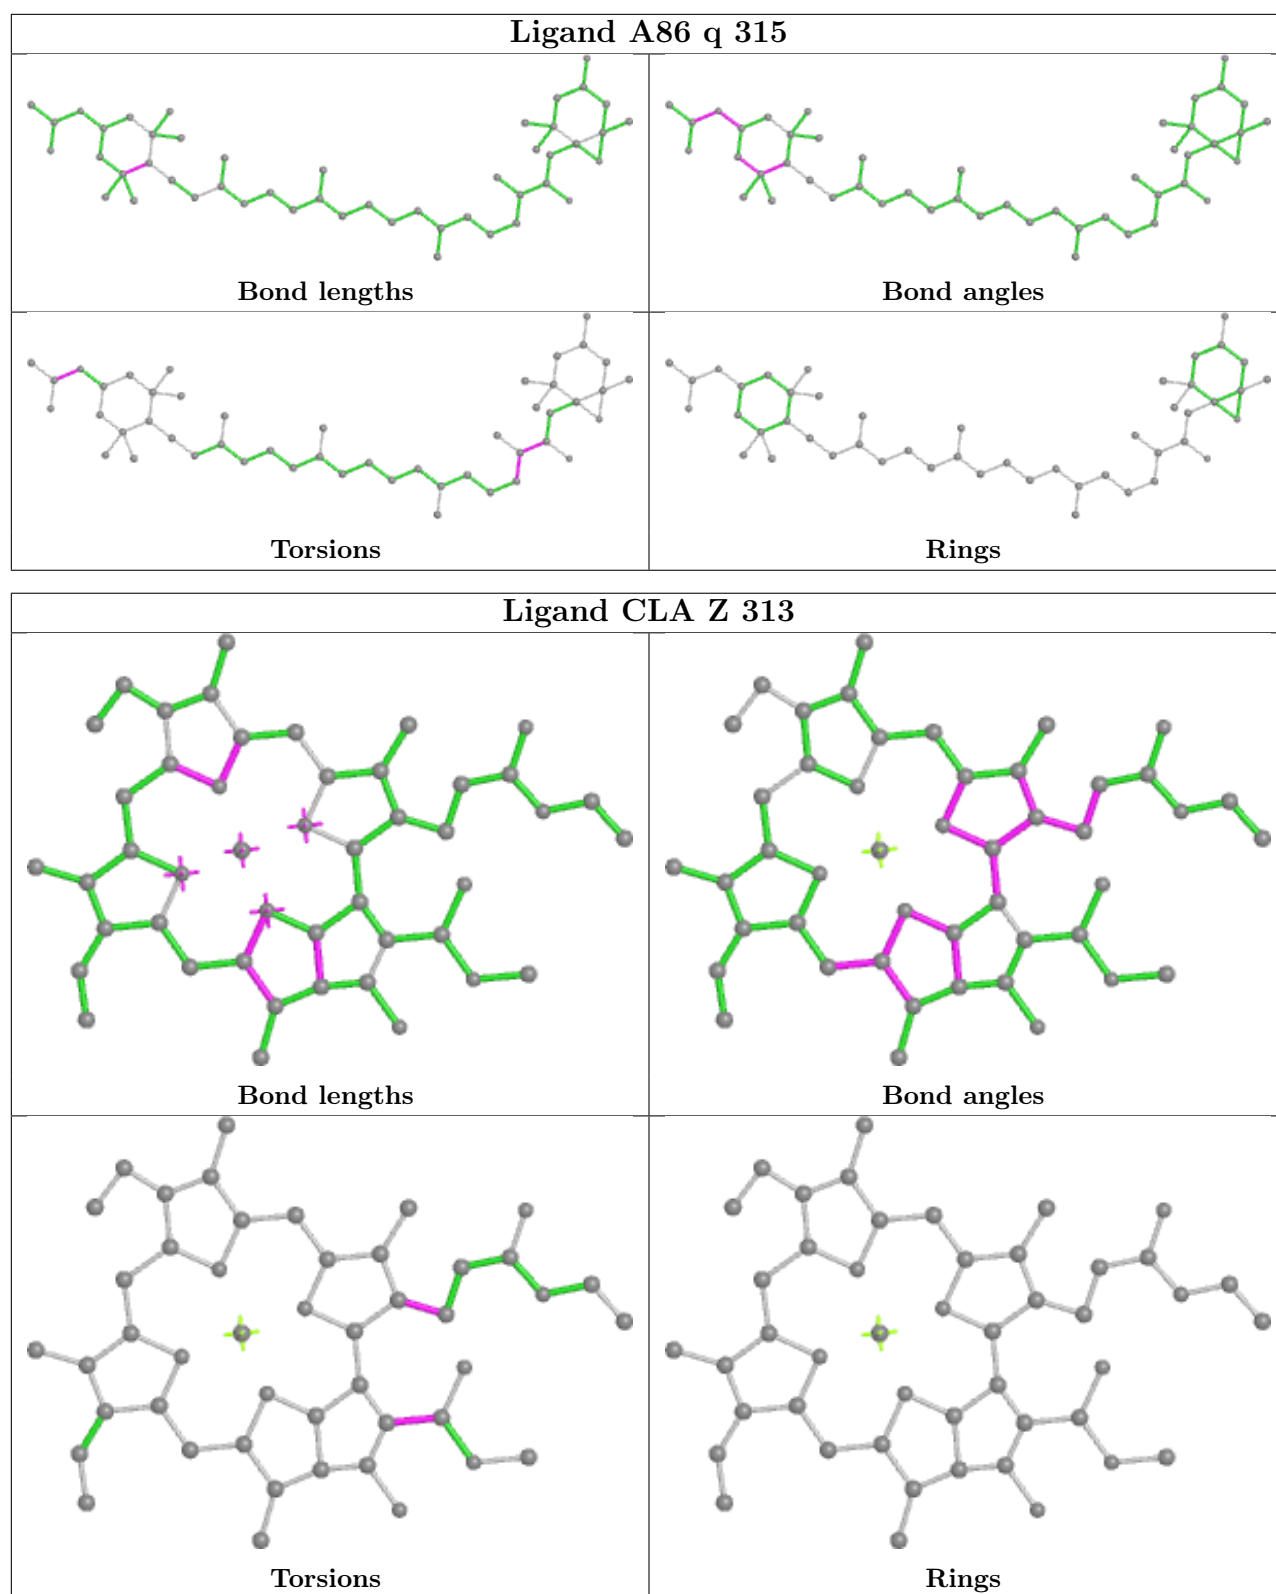 Ligand A86 q 315
Bond lengths
Bond angles
Torsions
Rings
Ligand CLA Z 313
Bond lengths
Bond angles
Torsions
Rings